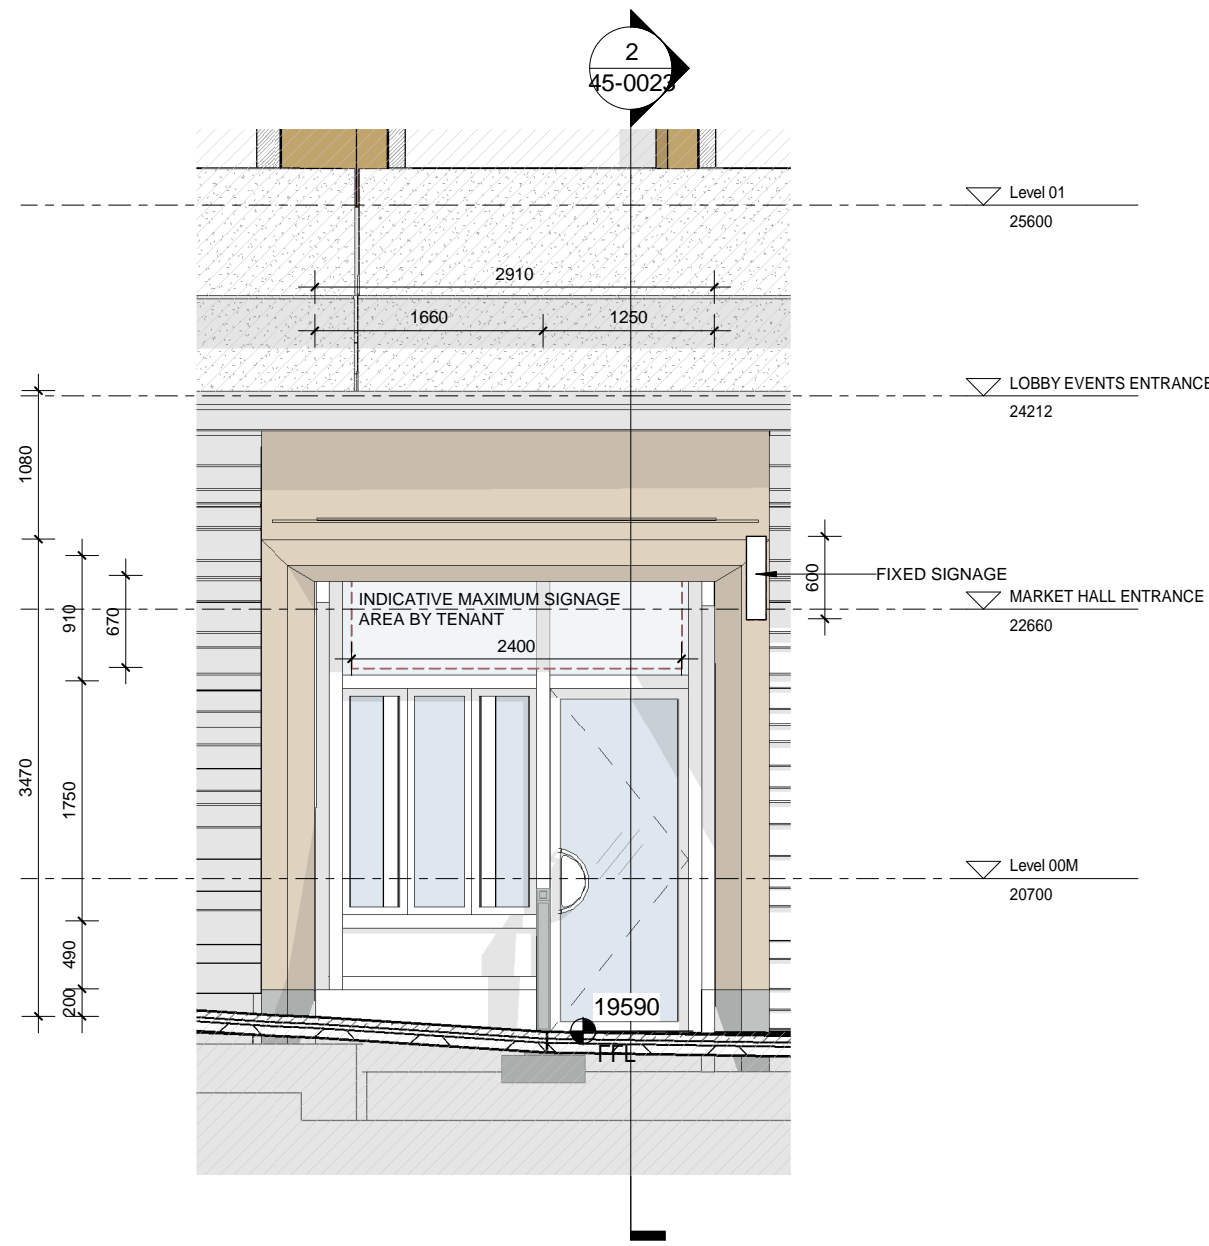 2
45-0023
Level 01
25600
2910
1660
1250
LOBBY EVENTS ENTRANCE
24212
1080
600
FIXED SIGNAGE
MARKET HALL ENTRANCE
22660
910
670
INDICATIVE MAXIMUM SIGNAGE
AREA BY TENANT
2400
3470
1750
Level 00M
20700
490
200
19590
FFL